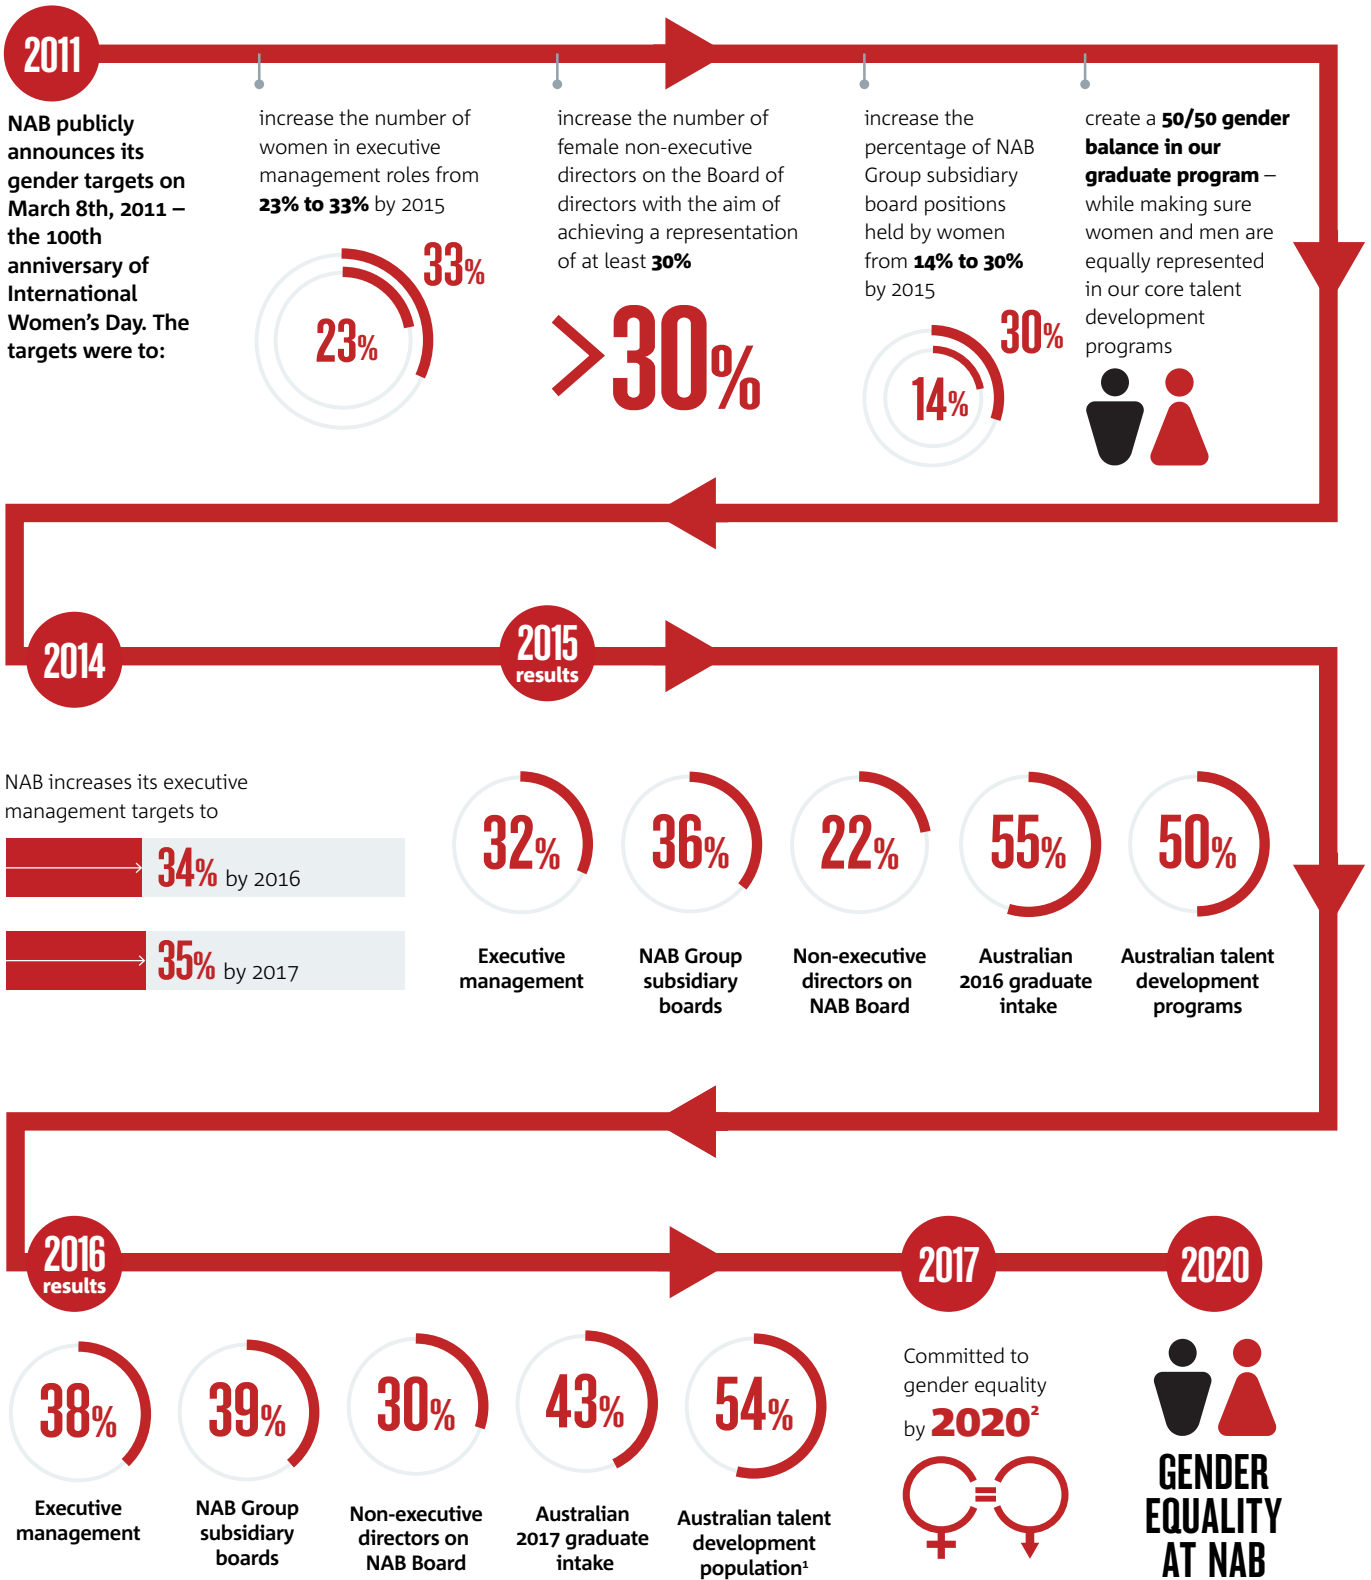 2011
NAB publicly
announces its
gender targets on
March 8th, 2011 –
the 100th
anniversary of
International
Women's Day. The
targets were to:
increase the number of
women in executive
management roles from
23% to 33% by 2015
33%
23%
increase the number of
female non-executive
directors on the Board of
directors with the aim of
achieving a representation
of at least 30%
>30%
increase the
percentage of NAB
Group subsidiary
board positions
held by women
from 14% to 30%
by 2015
30%
14%
create a 50/50 gender
balance in our
graduate program –
while making sure
women and men are
equally represented
in our core talent
development
programs
2014
NAB increases its executive
management targets to
34% by 2016
35% by 2017
2015
results
32%
Executive
management
36%
NAB Group
subsidiary
boards
22%
Non-executive
directors on
NAB Board
55%
Australian
2016 graduate
intake
50%
Australian talent
development
programs
2016
results
38%
Executive
management
39%
NAB Group
subsidiary
boards
30%
Non-executive
directors on
NAB Board
43%
Australian
2017 graduate
intake
54%
Australian talent
development
population¹
2017
Committed to
gender equality
by 2020²
=
2020
GENDER
EQUALITY
AT NAB